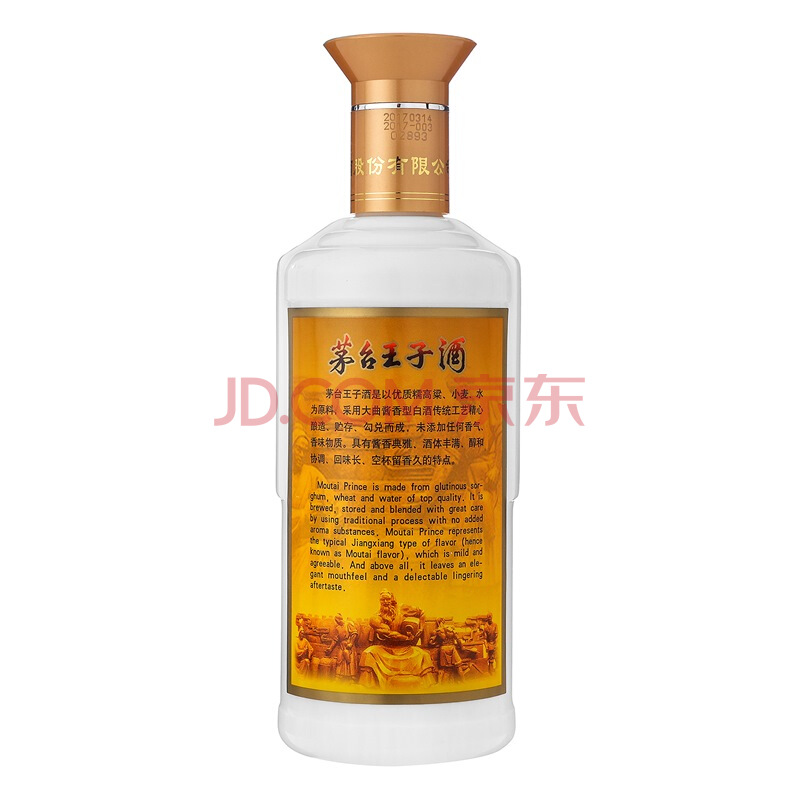 20170314
2017-003
02893
股份有限公
茅台王子酒
JD.COM 京东
茅台王子酒是以优质糯高粱、小麦、水
为原料、采用大曲酱香型白酒传统工艺精心
酿造、贮存、勾兑而成，未添加任何香气、
香味物质。具有酱香典雅、酒体丰满、醇和
协调、回味长、空杯留香久的特点。
Moutai Prince is made from glutinous sor-
ghum, wheat and water of top quality. It is
brewed, stored and blended with great care
by using traditional process with no added
aroma substances. Moutai Prince represents
the typical Jiangxiang type of flavor (hence
known as Moutai flavor), which is mild and
agreeable. And above all, it leaves an ele-
gant mouthfeel and a delectable lingering
aftertaste.